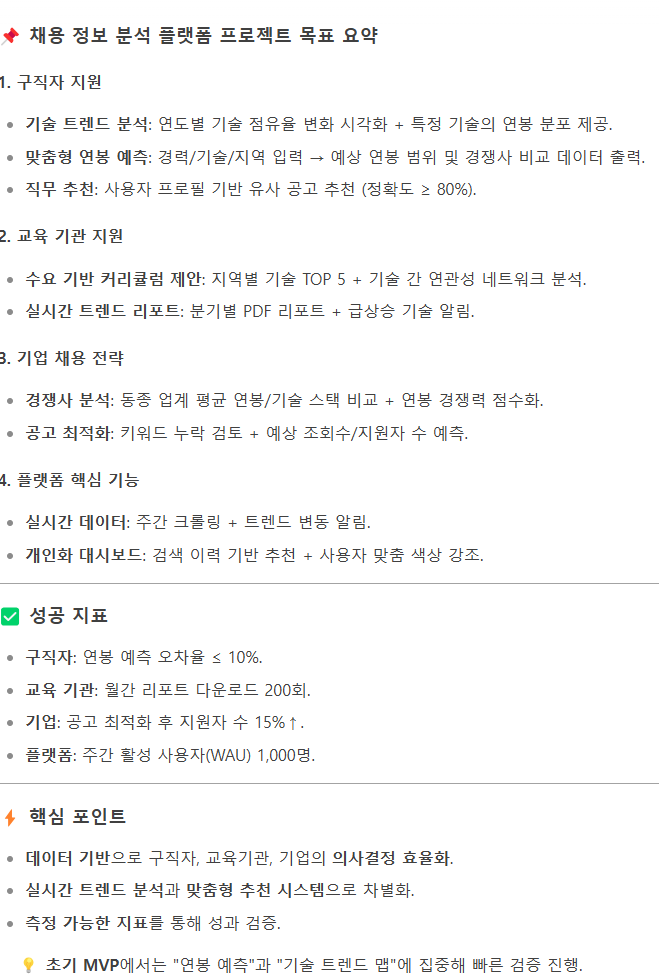 📌 채용 정보 분석 플랫폼 프로젝트 목표 요약
1. 구직자 지원
• 기술 트렌드 분석: 연도별 기술 점유율 변화 시각화 + 특정 기술의 연봉 분포 제공.
• 맞춤형 연봉 예측: 경력/기술/지역 입력 → 예상 연봉 범위 및 경쟁사 비교 데이터 출력.
• 직무 추천: 사용자 프로필 기반 유사 공고 추천 (정확도 ≥ 80%).
2. 교육 기관 지원
• 수요 기반 커리큘럼 제안: 지역별 기술 TOP 5 + 기술 간 연관성 네트워크 분석.
• 실시간 트렌드 리포트: 분기별 PDF 리포트 + 급상승 기술 알림.
3. 기업 채용 전략
• 경쟁사 분석: 동종 업계 평균 연봉/기술 스택 비교 + 연봉 경쟁력 점수화.
• 공고 최적화: 키워드 누락 검토 + 예상 조회수/지원자 수 예측.
4. 플랫폼 핵심 기능
• 실시간 데이터: 주간 크롤링 + 트렌드 변동 알림.
• 개인화 대시보드: 검색 이력 기반 추천 + 사용자 맞춤 색상 강조.
✅ 성공 지표
• 구직자: 연봉 예측 오차율 ≤ 10%.
• 교육 기관: 월간 리포트 다운로드 200회.
• 기업: 공고 최적화 후 지원자 수 15%↑.
• 플랫폼: 주간 활성 사용자(WAU) 1,000명.
⚡ 핵심 포인트
• 데이터 기반으로 구직자, 교육기관, 기업의 의사결정 효율화.
• 실시간 트렌드 분석과 맞춤형 추천 시스템으로 차별화.
• 측정 가능한 지표를 통해 성과 검증.
💡 초기 MVP에서는 "연봉 예측"과 "기술 트렌드 맵"에 집중해 빠른 검증 진행.